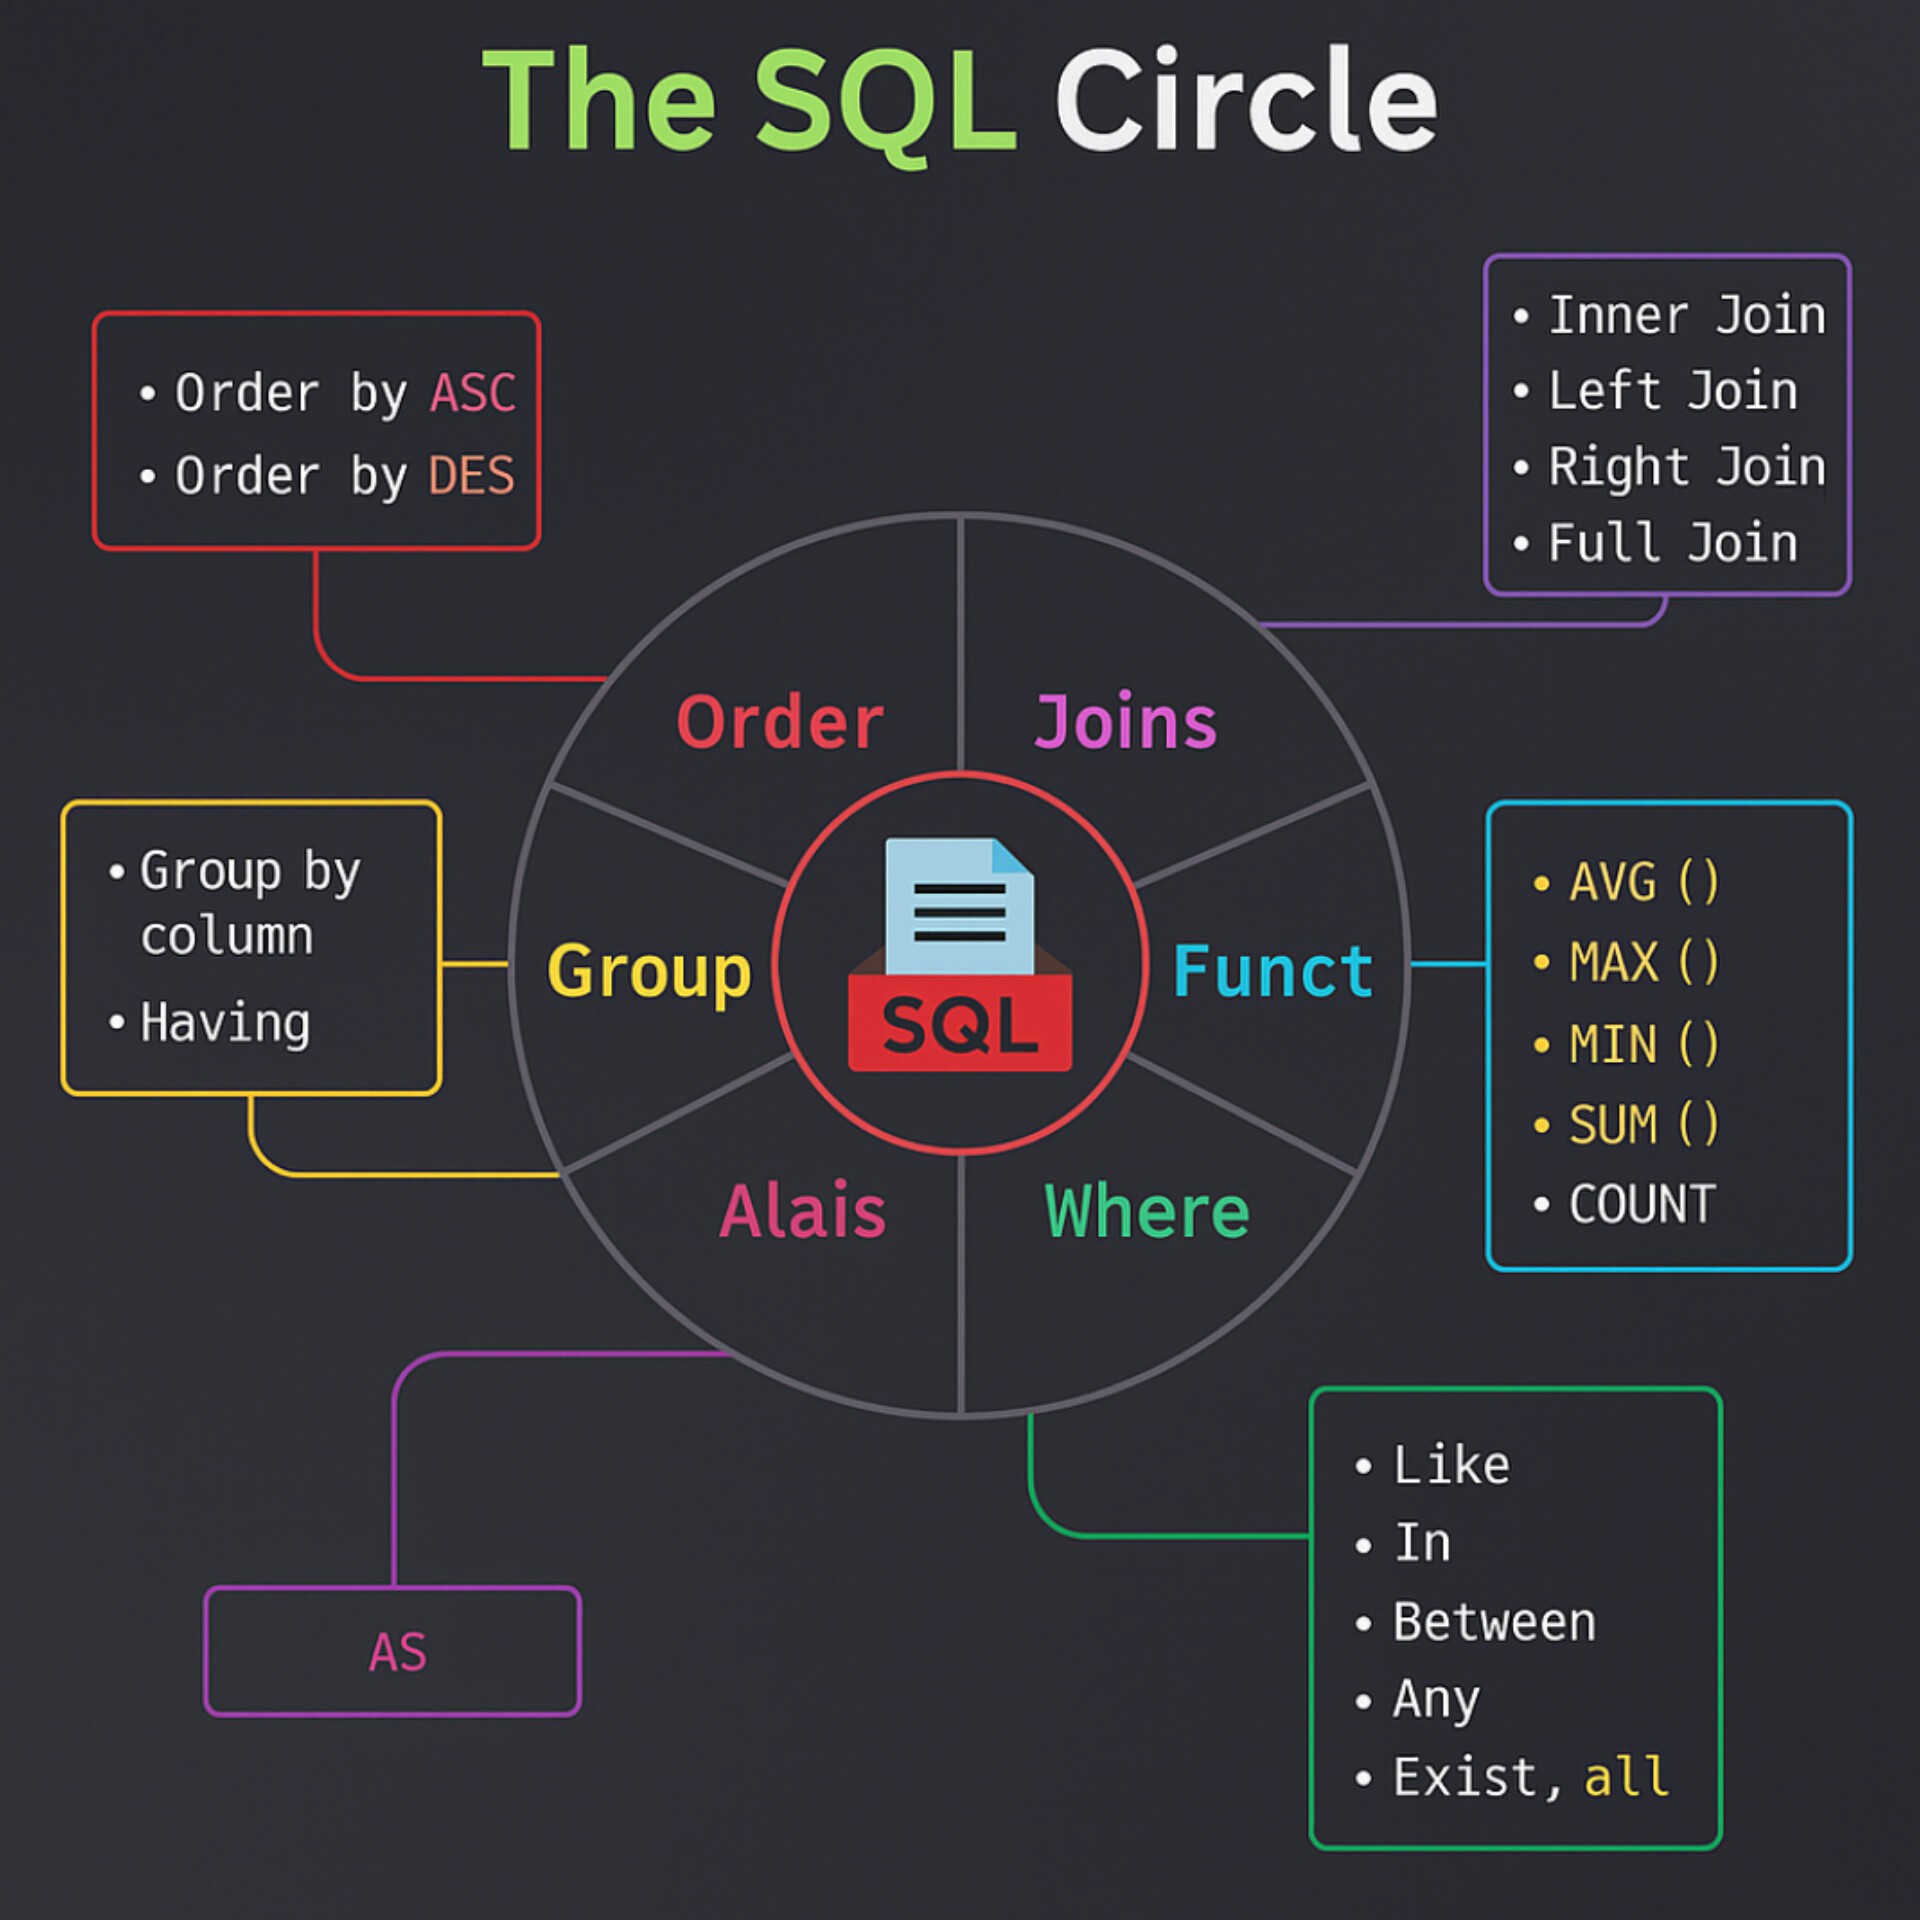 The SQL Circle
• Order by ASC
• Order by DES
• Inner Join
• Left Join
• Right Join
• Full Join
Order
Joins
• Group by
column
• Having
Group
SQL
Funct
• AVG ()
• MAX ()
• MIN ()
• SUM ()
• COUNT
Alais
Where
AS
• Like
• In
• Between
• Any
• Exist, all